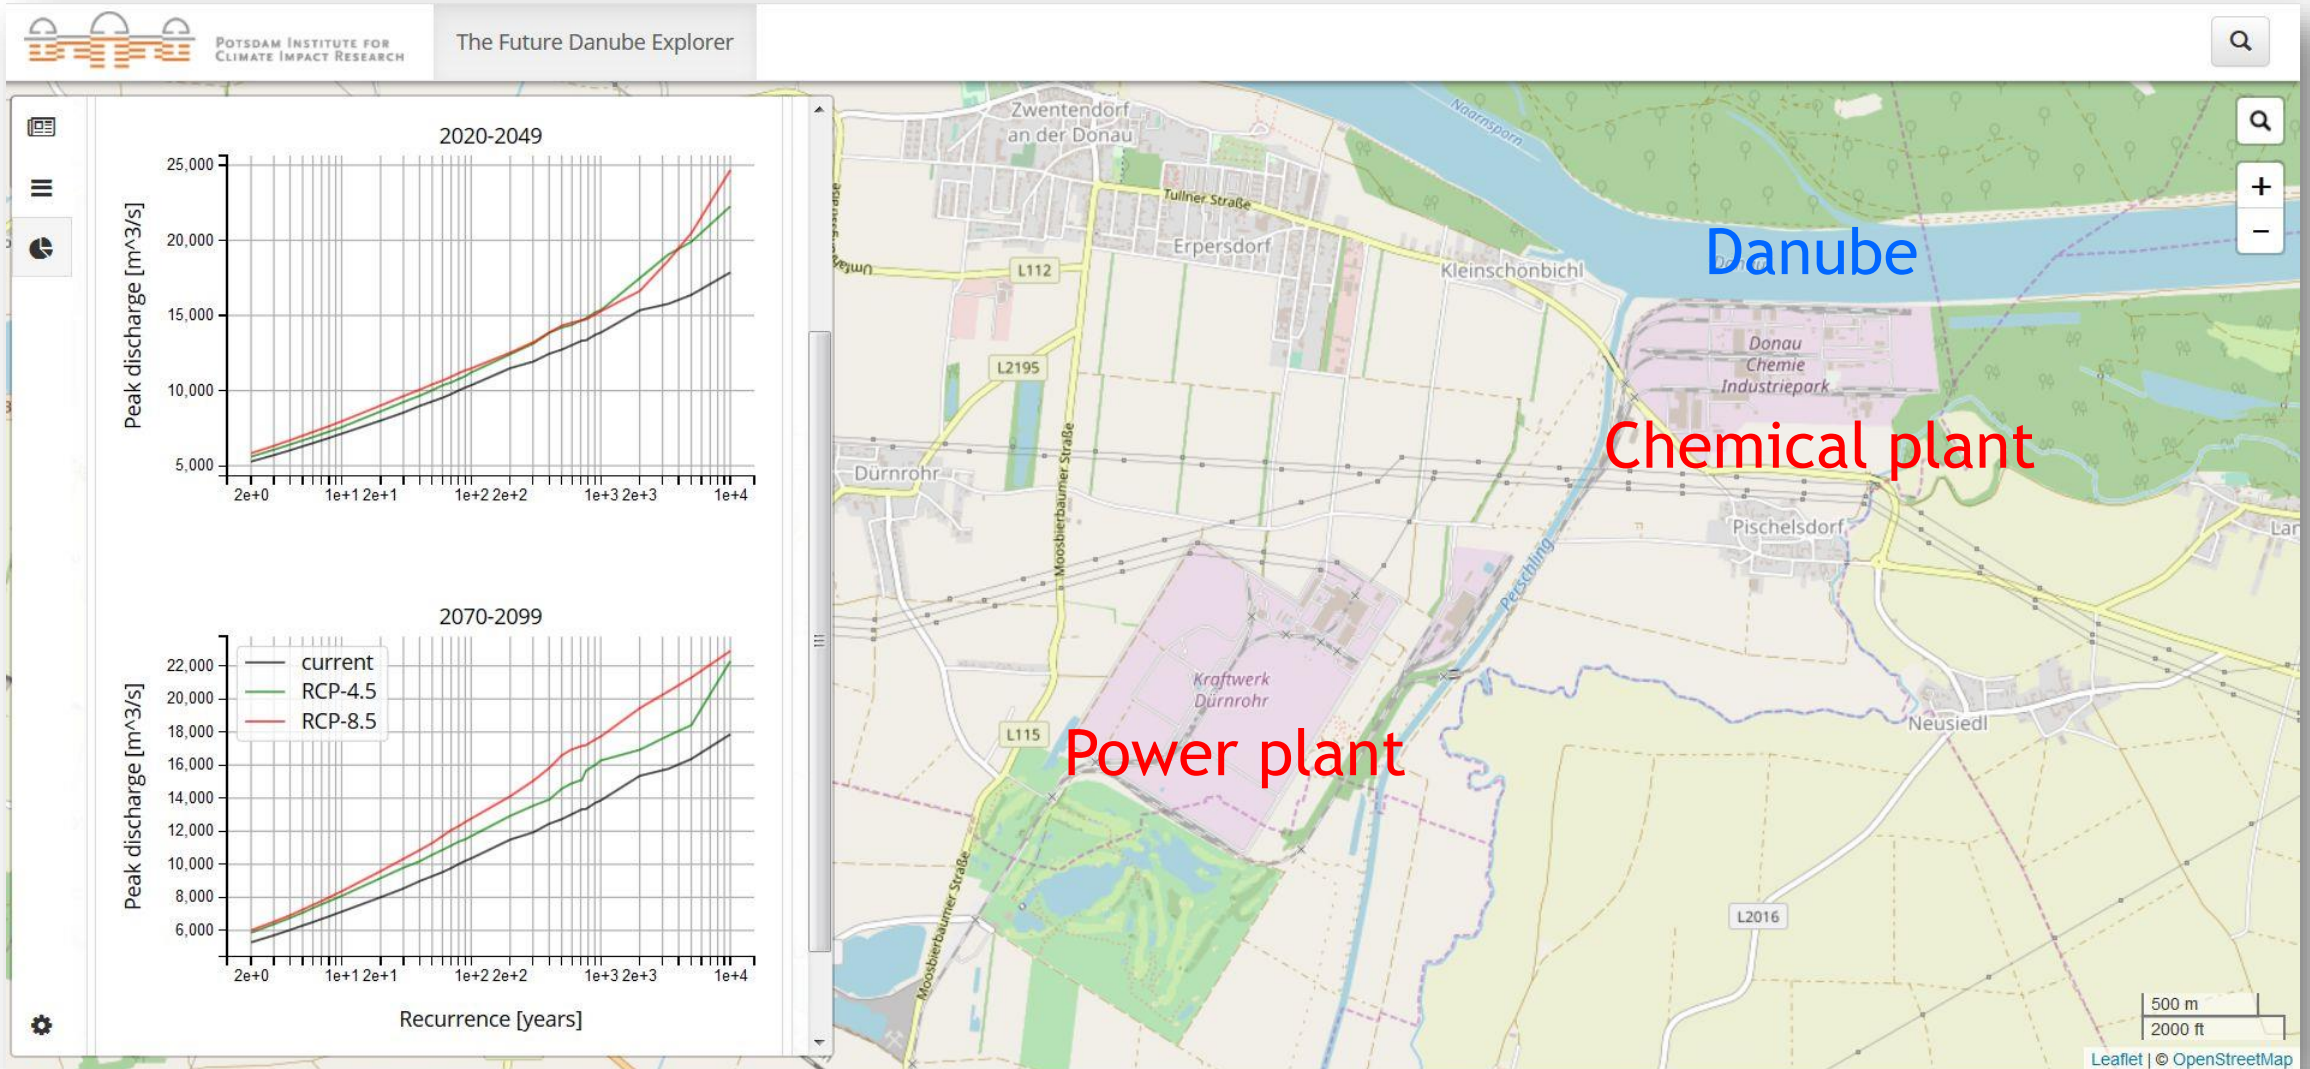 POTSDAM INSTITUTE FOR
CLIMATE IMPACT RESEARCH
The Future Danube Explorer
2020-2049
Peak discharge [m^3/s]
25,000
20,000
15,000
10,000
5,000
2e+0 1e+1 2e+1 1e+2 2e+2 1e+3 2e+3 1e+4
2070-2099
Peak discharge [m^3/s]
current
RCP-4.5
RCP-8.5
22,000
20,000
18,000
16,000
14,000
12,000
10,000
8,000
6,000
2e+0 1e+1 2e+1 1e+2 2e+2 1e+3 2e+3 1e+4
Recurrence [years]
Zwentendorf
an der Donau
Naarnsporn
Tullner Straße
Erpersdorf
L112
Kleinschönbichl
Danube
+
−
L2195
Donau
Chemie
Industriepark
Chemical plant
Dürnrohr
Moosbierbaumer Straße
Pischelsdorf
Lan
Perschling
Kraftwerk
Dürnrohr
Neusiedl
L115
Power plant
Moosbierbaumer Straße
L2016
500 m
2000 ft
Leaflet | © OpenStreetMap